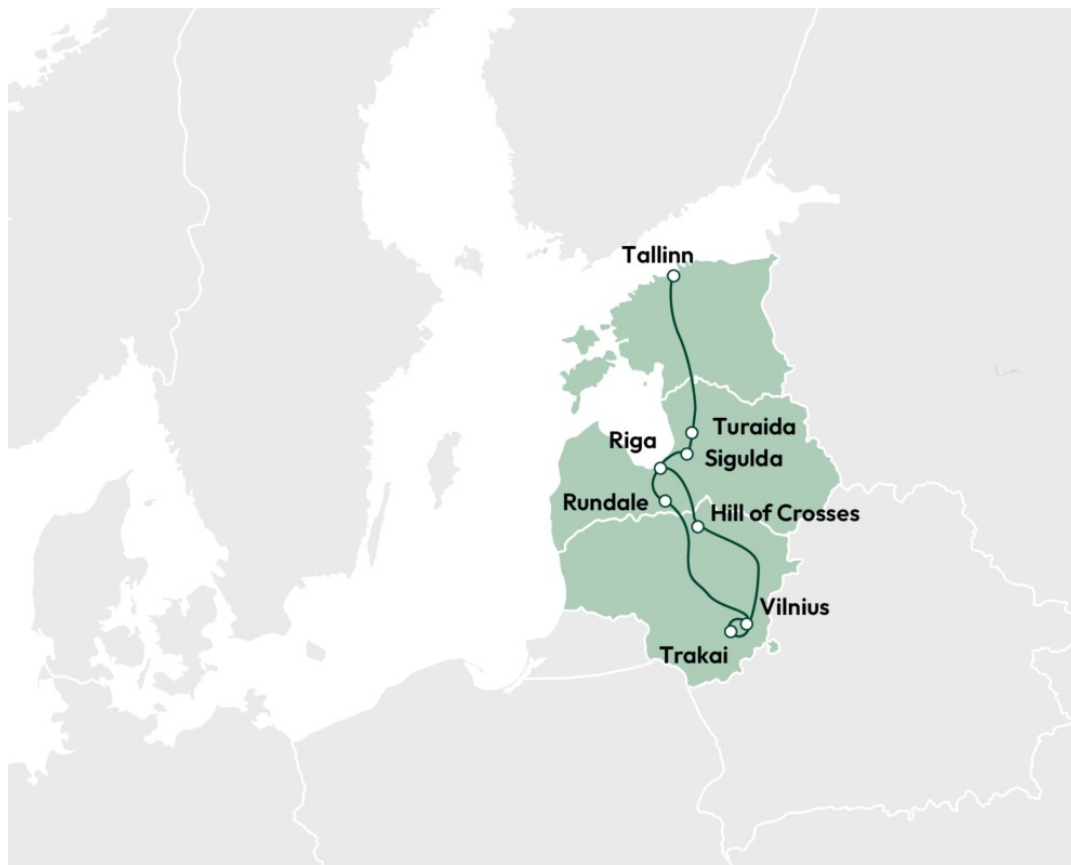 Tallinn
Turaida
Riga
Sigulda
Rundale
Hill of Crosses
Vilnius
Trakai